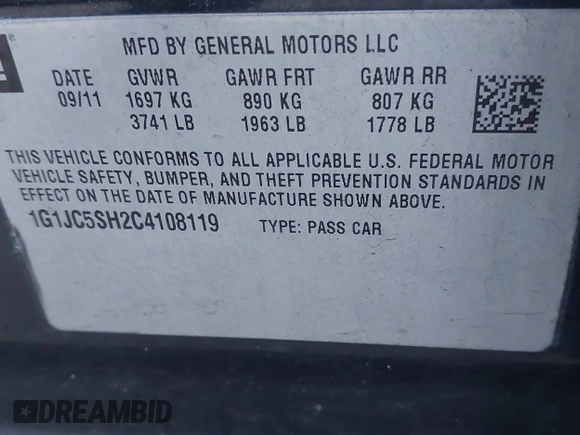 MFD BY GENERAL MOTORS LLC
DATE GVWR GAWR FRT GAWR RR
09/11 1697 KG 890 KG 807 KG
3741 LB 1963 LB 1778 LB
THIS VEHICLE CONFORMS TO ALL APPLICABLE U.S. FEDERAL MOTOR
VEHICLE SAFETY, BUMPER, AND THEFT PREVENTION STANDARDS IN
EFFECT ON THE DATE OF MANUFACTURE SHOWN ABOVE.
1G1JC5SH2C4108119 TYPE: PASS CAR
DREAMBID